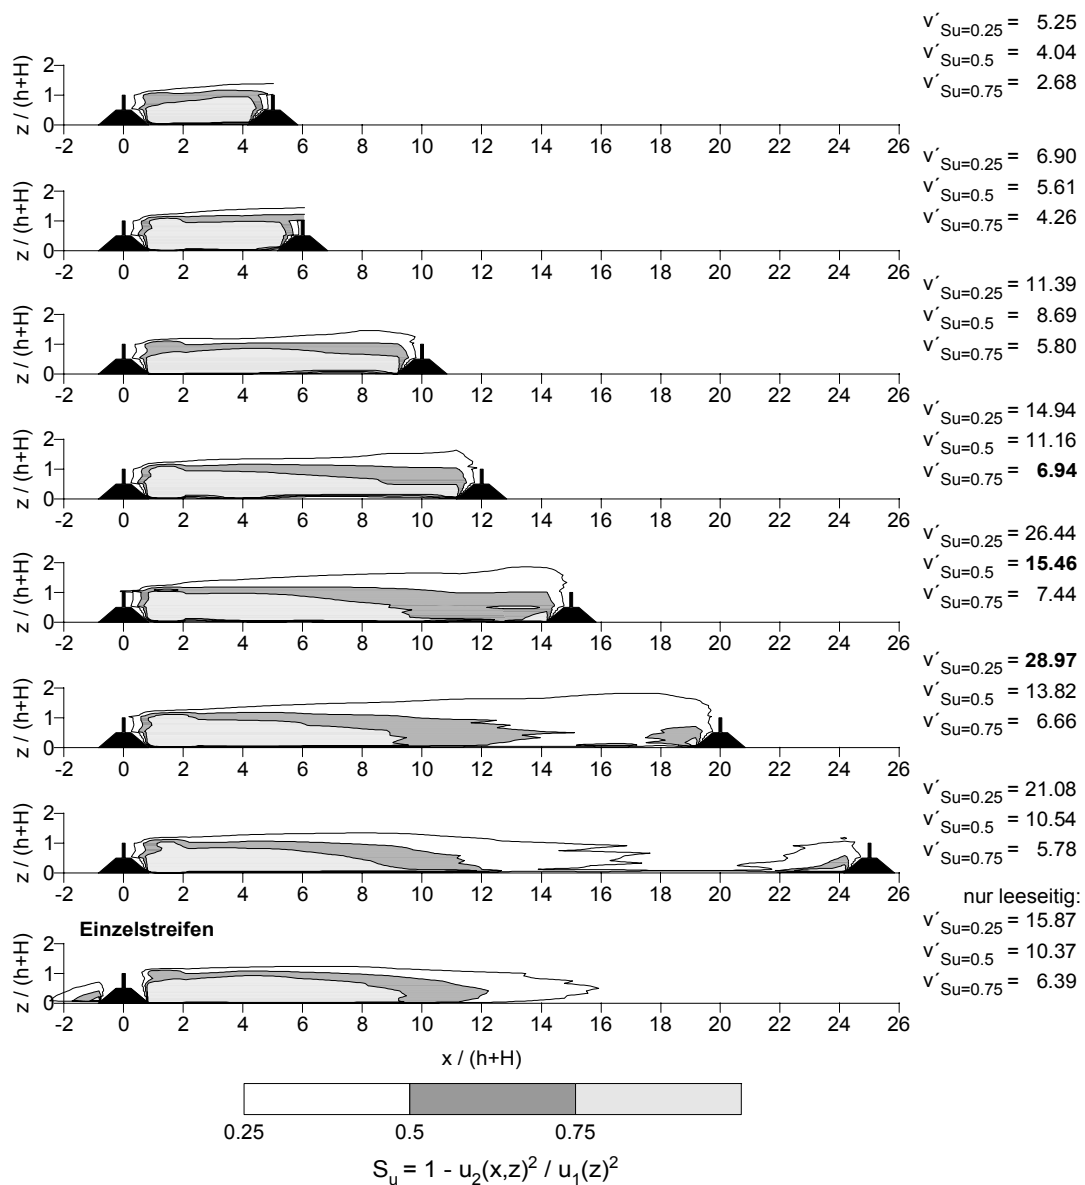 v´Su=0.25 = 5.25
v´Su=0.5 = 4.04
v´Su=0.75 = 2.68
z / (h+H)
2
1
0
-2 0 2 4 6 8 10 12 14 16 18 20 22 24 26
v´Su=0.25 = 6.90
v´Su=0.5 = 5.61
v´Su=0.75 = 4.26
z / (h+H)
2
1
0
-2 0 2 4 6 8 10 12 14 16 18 20 22 24 26
v´Su=0.25 = 11.39
v´Su=0.5 = 8.69
v´Su=0.75 = 5.80
z / (h+H)
2
1
0
-2 0 2 4 6 8 10 12 14 16 18 20 22 24 26
v´Su=0.25 = 14.94
v´Su=0.5 = 11.16
v´Su=0.75 = 6.94
z / (h+H)
2
1
0
-2 0 2 4 6 8 10 12 14 16 18 20 22 24 26
v´Su=0.25 = 26.44
v´Su=0.5 = 15.46
v´Su=0.75 = 7.44
z / (h+H)
2
1
0
-2 0 2 4 6 8 10 12 14 16 18 20 22 24 26
v´Su=0.25 = 28.97
v´Su=0.5 = 13.82
v´Su=0.75 = 6.66
z / (h+H)
2
1
0
-2 0 2 4 6 8 10 12 14 16 18 20 22 24 26
v´Su=0.25 = 21.08
v´Su=0.5 = 10.54
v´Su=0.75 = 5.78
z / (h+H)
2
1
0
-2 0 2 4 6 8 10 12 14 16 18 20 22 24 26
nur leeseitig:
v´Su=0.25 = 15.87
v´Su=0.5 = 10.37
v´Su=0.75 = 6.39
Einzelstreifen
z / (h+H)
2
1
0
-2 0 2 4 6 8 10 12 14 16 18 20 22 24 26
x / (h+H)
0.25 0.5 0.75
Su = 1 - u2(x,z)² / u1(z)²